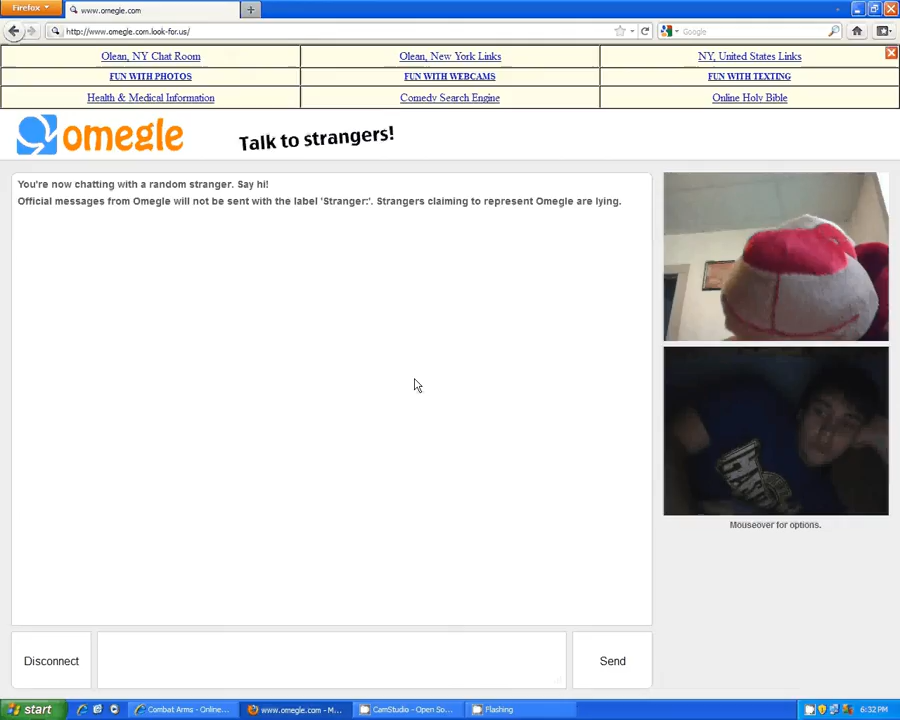 Firefox
www.omegle.com
http://www.omegle.com.look-for.us/
Google
Olean, NY Chat Room
Olean, New York Links
NY, United States Links
FUN WITH PHOTOS
FUN WITH WEBCAMS
FUN WITH TEXTING
Health & Medical Information
Comedy Search Engine
Online Holy Bible
omegle
Talk to strangers!
You're now chatting with a random stranger. Say hi!
Official messages from Omegle will not be sent with the label 'Stranger:'. Strangers claiming to represent Omegle are lying.
Mouseover for options.
Disconnect
Send
start
Combat Arms - Online...
www.omegle.com - M...
CamStudio - Open So...
Flashing
6:32 PM